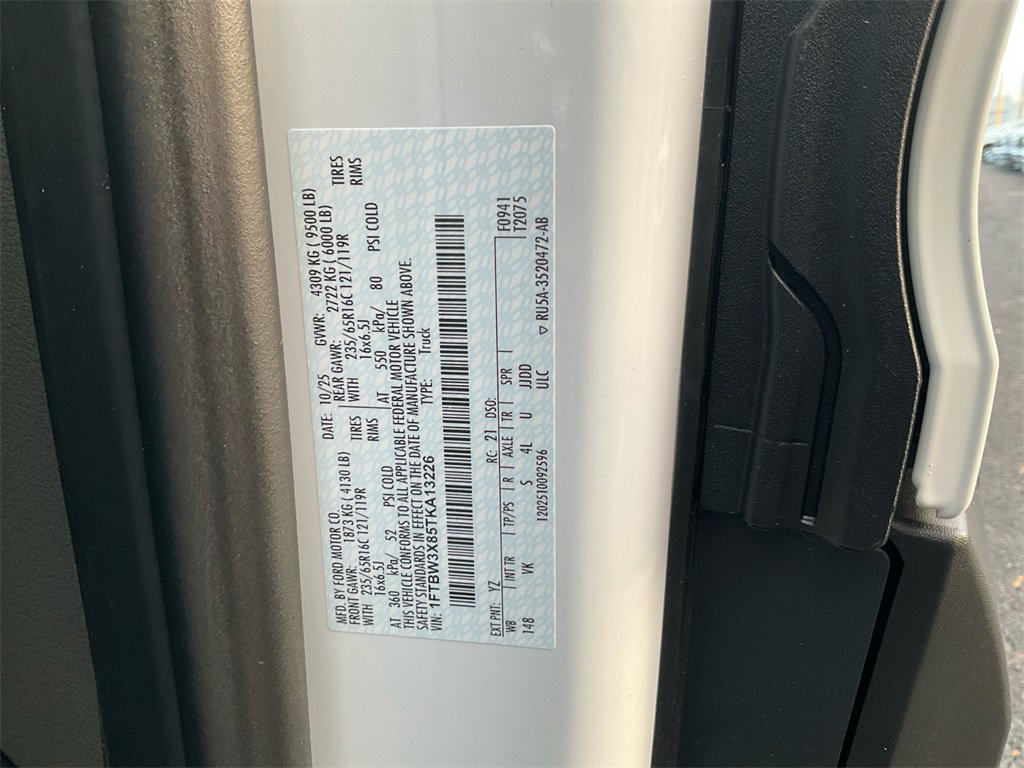 MFD. BY FORD MOTOR CO. DATE: 10/25 GVWR: 4309 KG ( 9500 LB)
FRONT GAWR: 1873 KG ( 4130 LB) REAR GAWR: 2722 KG ( 6000 LB)
WITH 235/65R16C 121/119R TIRES WITH 235/65R16C 121/119R TIRES
16x6.5J RIMS 16x6.5J RIMS
AT 360 kPa/ 52 PSI COLD AT 550 kPa/ 80 PSI COLD
THIS VEHICLE CONFORMS TO ALL APPLICABLE FEDERAL MOTOR VEHICLE
SAFETY STANDARDS IN EFFECT ON THE DATE OF MANUFACTURE SHOWN ABOVE.
VIN: 1FTBW3X85TKA13226 TYPE: Truck
EXT PNT: YZ RC: 21 DSO: F0941
WB INT TR TP/PS R AXLE TR SPR T2075
148 VK S 4L U JJDD
1202510092596 ULC ▽ RU5A-3520472-AB